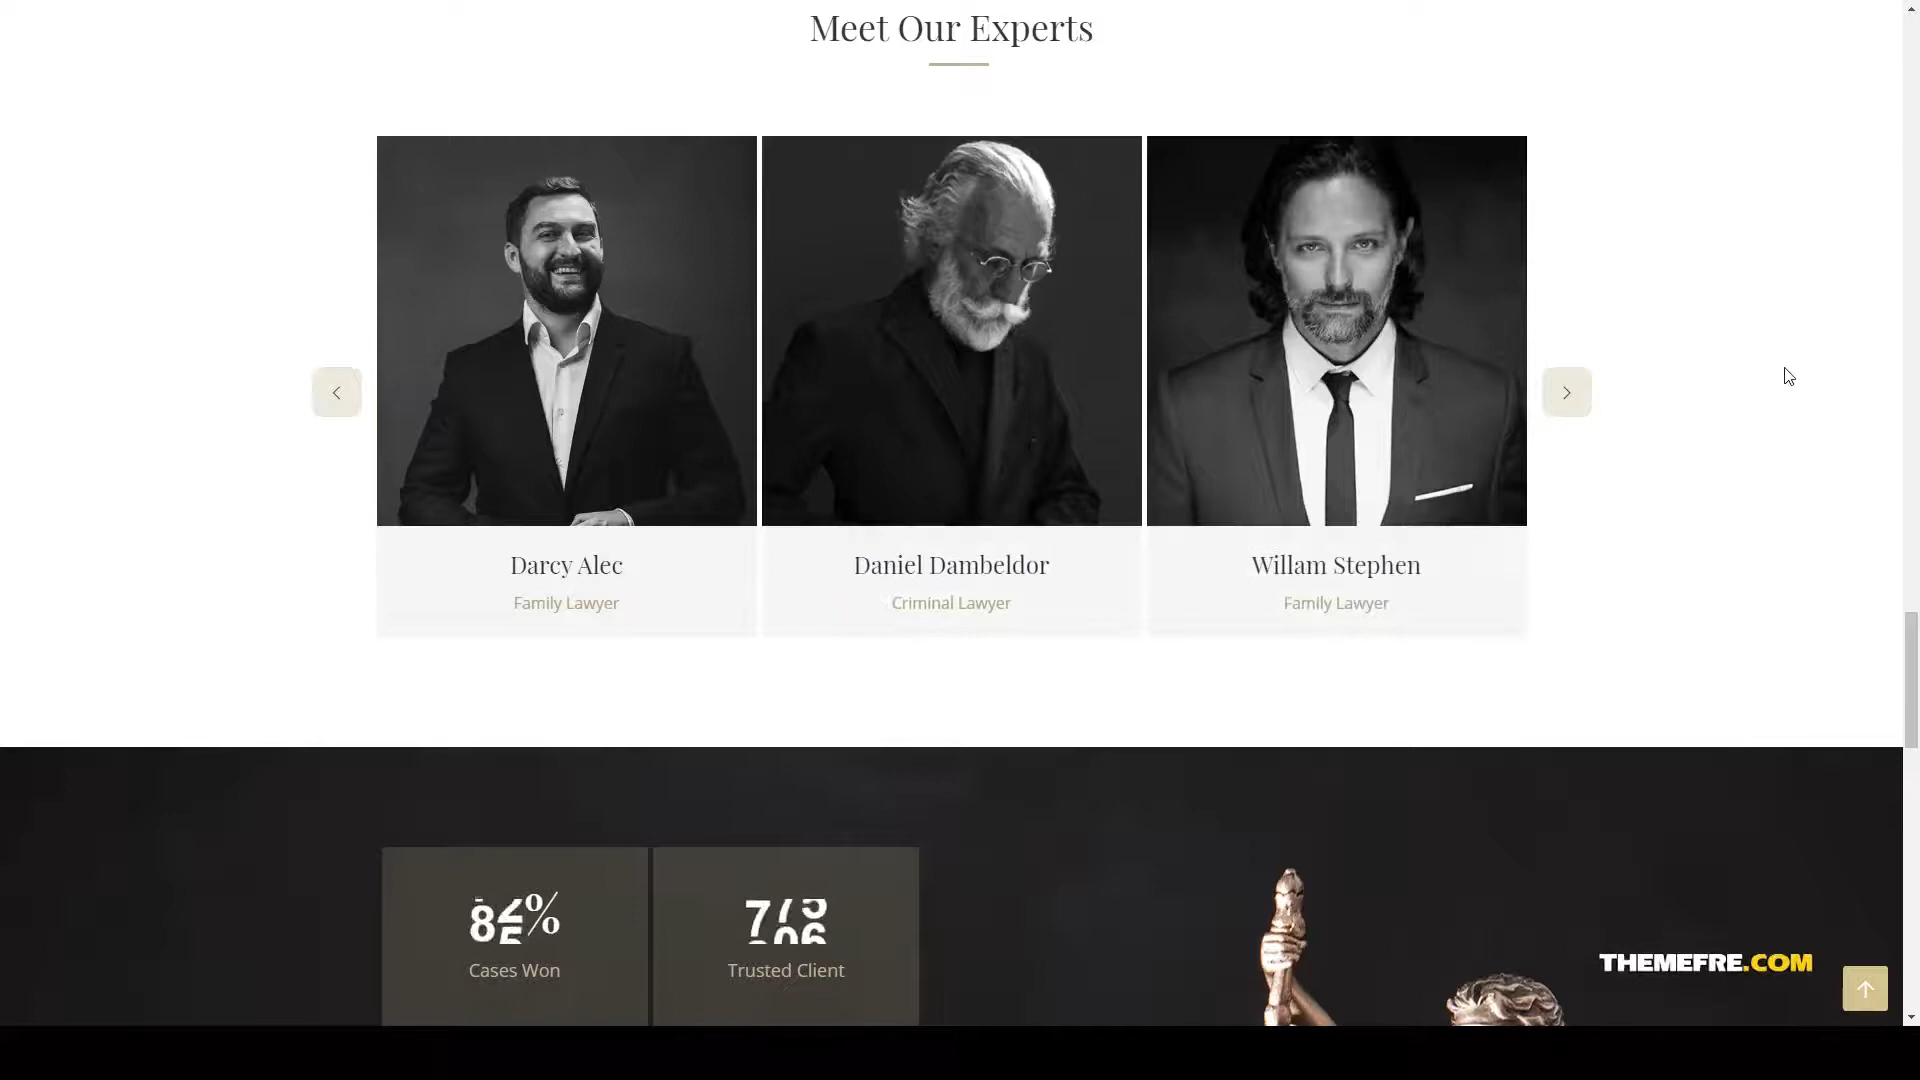 Meet Our Experts
Darcy Alec
Family Lawyer
Daniel Dambeldor
Criminal Lawyer
Willam Stephen
Family Lawyer
Cases Won
Trusted Client
THEMEFRE.COM